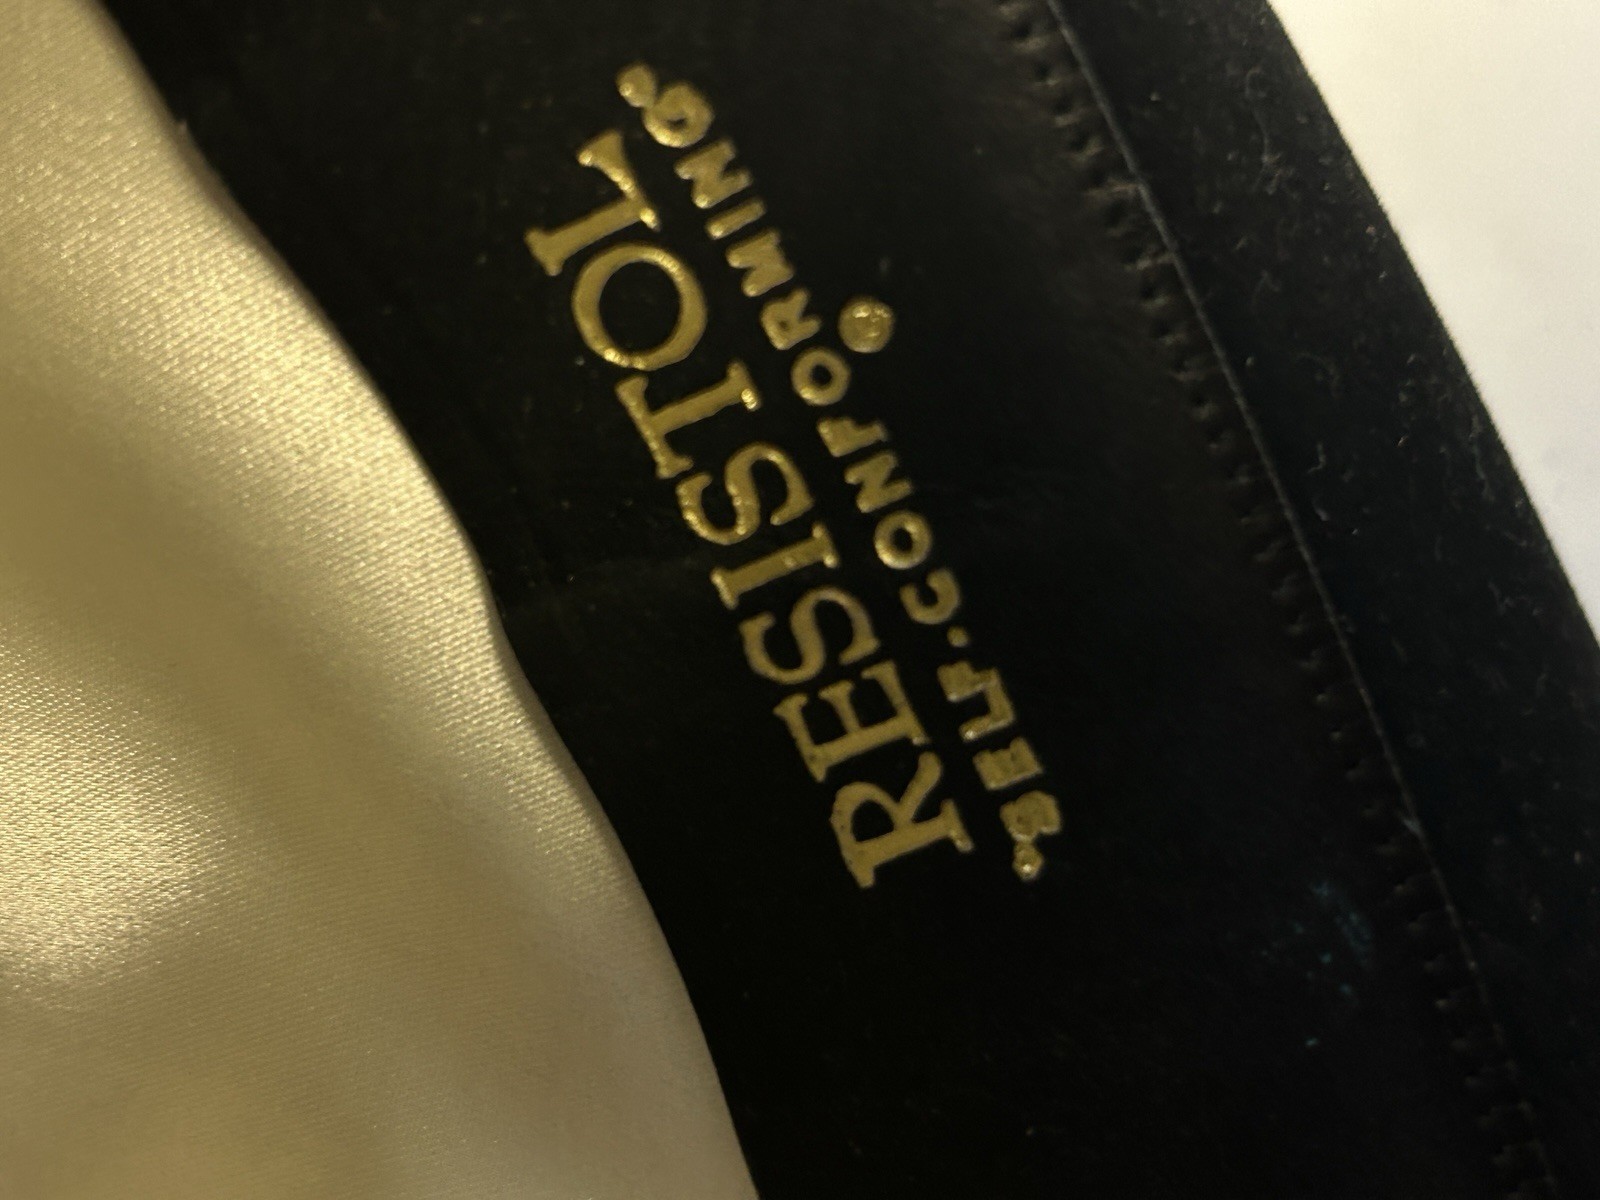 RESISTOL
"SELF-CONFORMING"
®